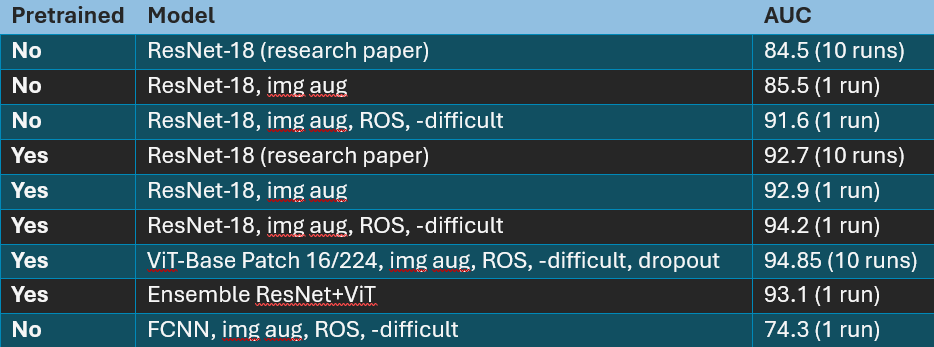 Pretrained Model AUC
No ResNet-18 (research paper) 84.5 (10 runs)
No ResNet-18, img aug 85.5 (1 run)
No ResNet-18, img aug, ROS, -difficult 91.6 (1 run)
Yes ResNet-18 (research paper) 92.7 (10 runs)
Yes ResNet-18, img aug 92.9 (1 run)
Yes ResNet-18, img aug, ROS, -difficult 94.2 (1 run)
Yes ViT-Base Patch 16/224, img aug, ROS, -difficult, dropout 94.85 (10 runs)
Yes Ensemble ResNet+ViT 93.1 (1 run)
No FCNN, img aug, ROS, -difficult 74.3 (1 run)